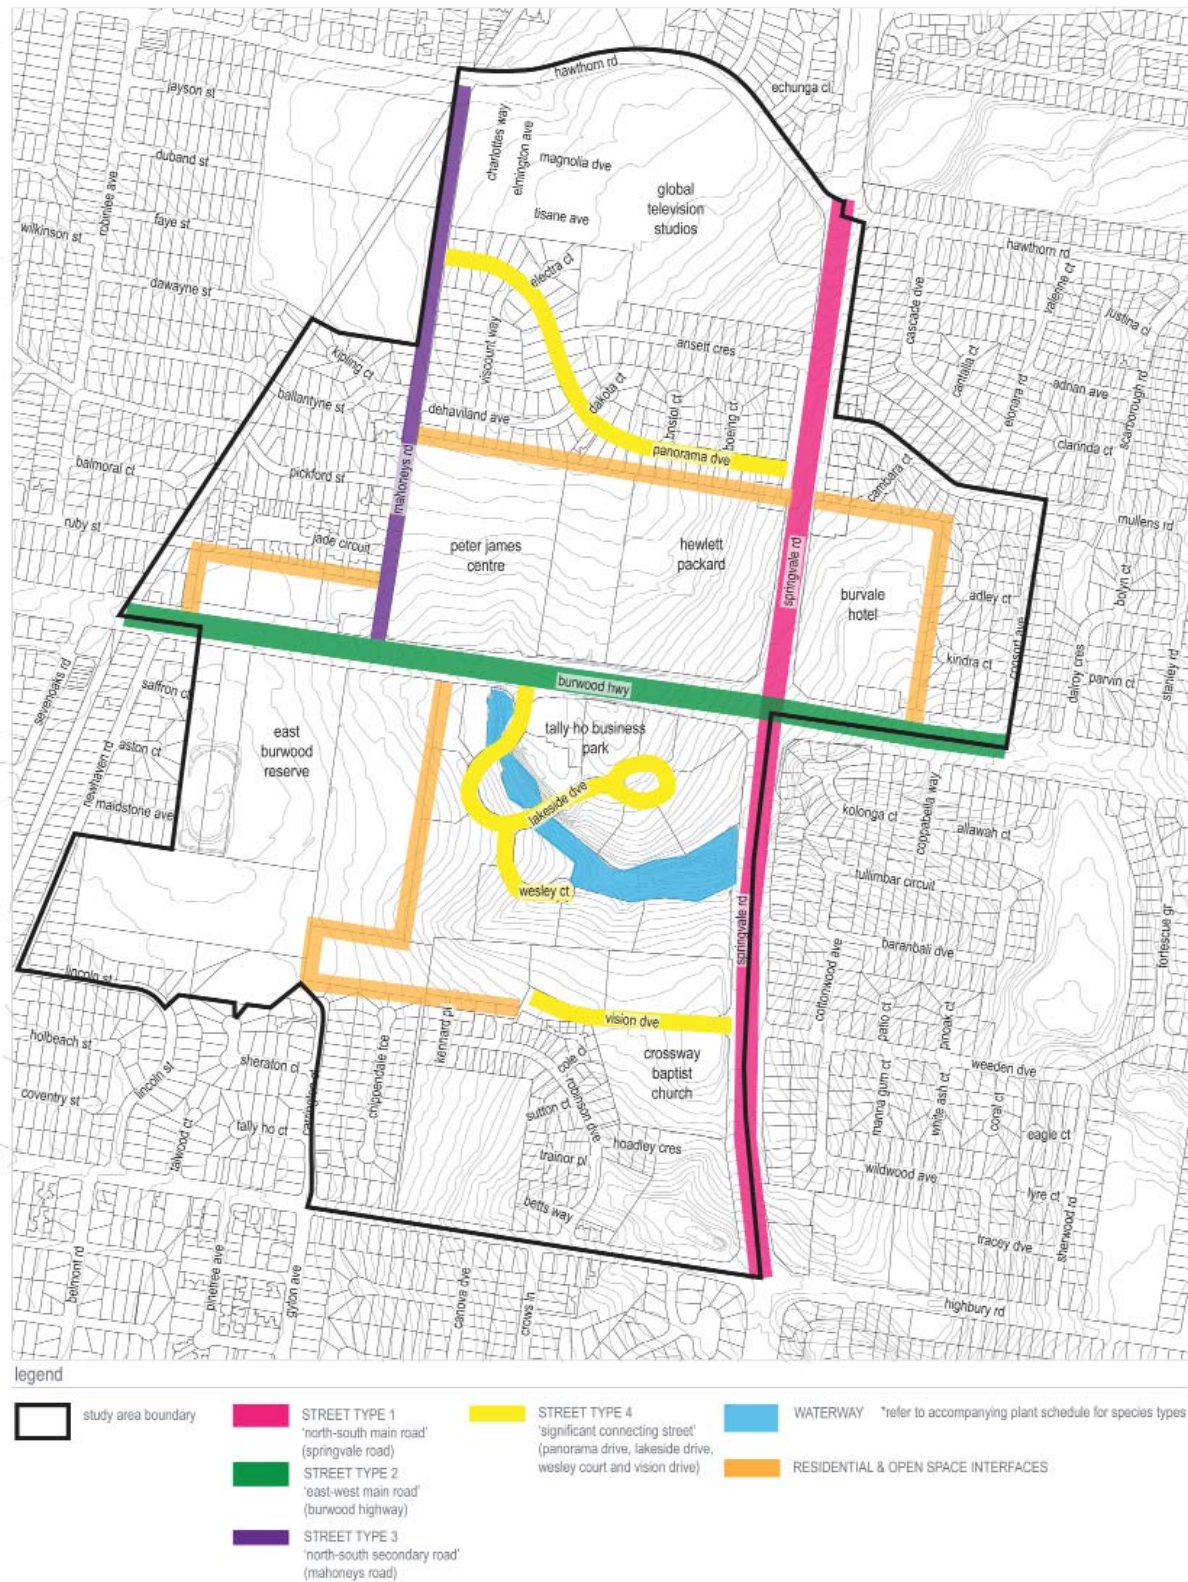 hawthorn rd
echunga cl
jayson st
charlottes way
elmington ave
magnolia dve
duband st
robinlee ave
global
television
studios
tisane ave
faye st
wilkinson st
hawthorn rd
electra ct
valenne ct
dawayne st
cascade dve
justina cl
viscount way
ansett cres
kipling ct
cantalla ct
adrian ave
scarborough rd
elonara rd
ballantyne st
dakota ct
dehaviland ave
boeing ct
clarinda ct
panorama dve
balmoral ct
pickford st
mahoneys rd
cambara ct
mullens rd
ruby st
jade circuit
peter james
centre
hewlett
packard
springvale rd
burvale
hotel
adley ct
bolyn ct
consort ave
kindra ct
parvin ct
dalroy cres
stanley rd
sevenoaks rd
saffron ct
burwood hwy
east
burwood
reserve
tally ho business
park
aston ct
newhaven rd
maidstone ave
lakeside dve
kolonga ct
coppabella way
allawah ct
tullimbar circuit
wesley ct
springvale rd
baranbali dve
fortescue gr
cottonwood ave
lincoln st
vision dve
kennard pl
holbeach st
patio ct
pinoak ct
crossway
baptist
church
cole ct
sheraton cl
lincoln st
chippendale tce
weeden dve
coventry st
robinson dve
sutton ct
manna gum ct
white ash ct
coral ct
tally ho ct
carrington ct
talwood ct
eagle ct
hoadley cres
trainor pl
wildwood ave
lyre ct
betts way
sherwood rd
tracey dve
belmont rd
pinetree ave
gyton ave
canova dve
crows ln
highbury rd
legend
study area boundary
STREET TYPE 1
'north-south main road'
(springvale road)
STREET TYPE 2
'east-west main road'
(burwood highway)
STREET TYPE 3
'north-south secondary road'
(mahoneys road)
STREET TYPE 4
'significant connecting street'
(panorama drive, lakeside drive,
wesley court and vision drive)
WATERWAY *refer to accompanying plant schedule for species types
RESIDENTIAL & OPEN SPACE INTERFACES